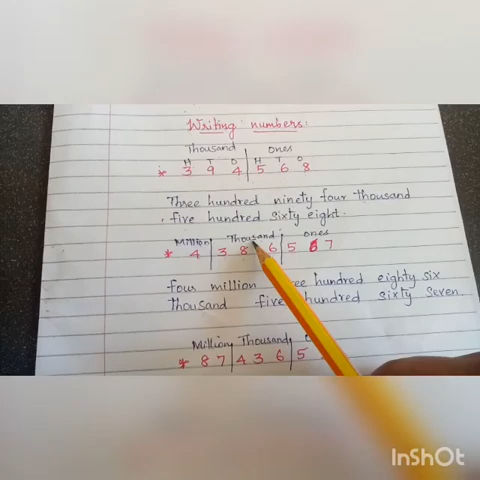 Writing numbers:
Thousand ones
H T O H T O
* 3 9 4 5 6 8
Three hundred ninety four thousand
five hundred sixty eight.
Million Thousand ones
* 4 3 8 6 5 6 7
four million hundred eighty six
Thousand five hundred sixty seven
Million Thousand
* 8 7 4 3 6 5
InShOt